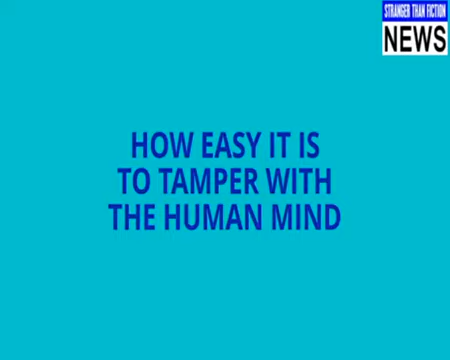 STRANGER THAN FICTION
NEWS
HOW EASY IT IS
TO TAMPER WITH
THE HUMAN MIND